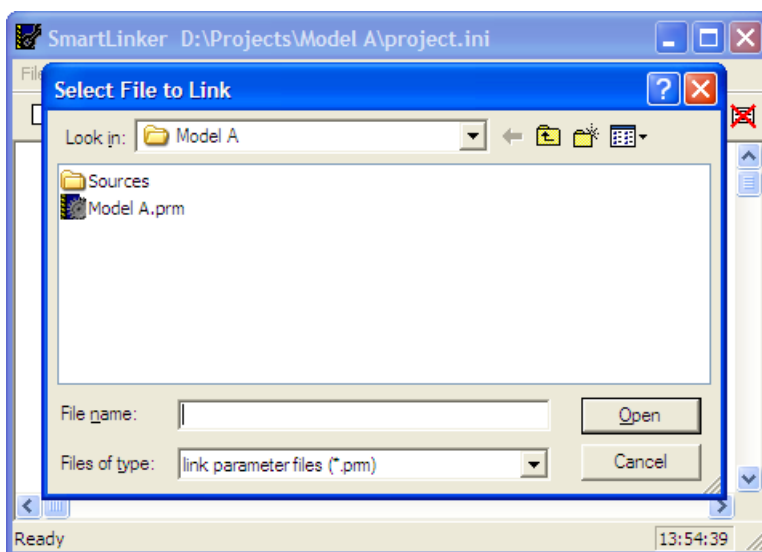 SmartLinker D:\Projects\Model A\project.ini
File
Select File to Link
Look in: Model A
Sources
Model A.prm
File name:
Open
Files of type: link parameter files (*.prm)
Cancel
Ready 13:54:39